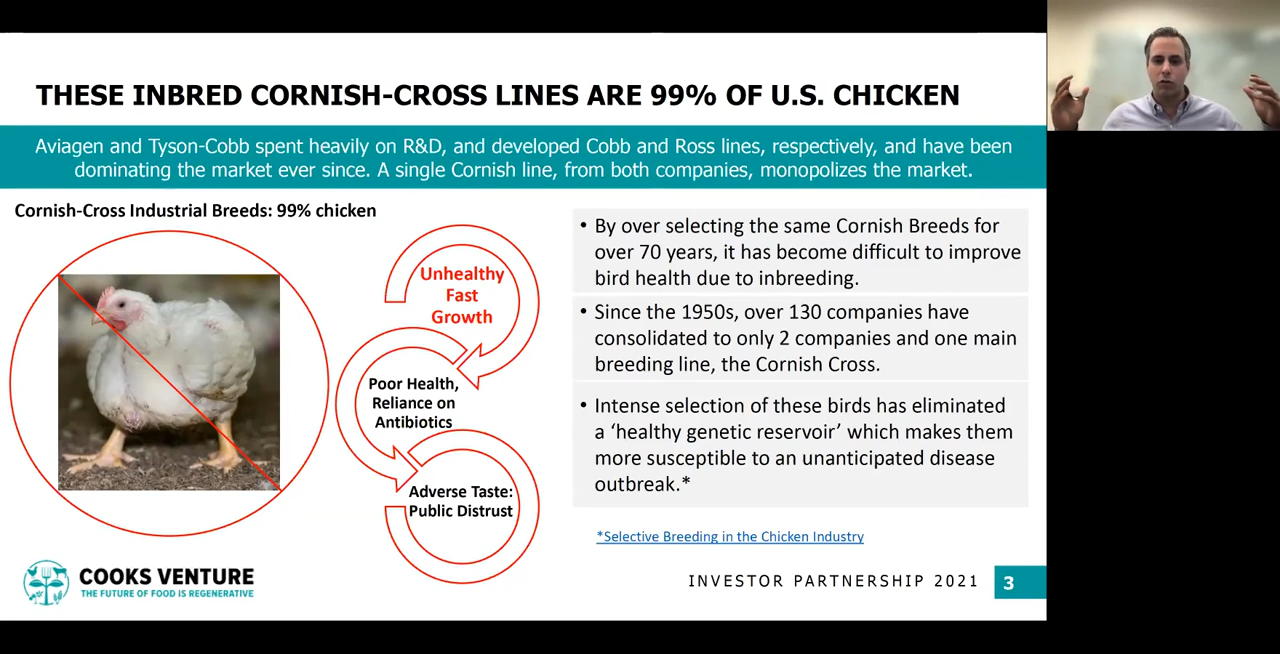 THESE INBRED CORNISH-CROSS LINES ARE 99% OF U.S. CHICKEN
Aviagen and Tyson-Cobb spent heavily on R&D, and developed Cobb and Ross lines, respectively, and have been
dominating the market ever since. A single Cornish line, from both companies, monopolizes the market.
Cornish-Cross Industrial Breeds: 99% chicken
Unhealthy
Fast
Growth
Poor Health,
Reliance on
Antibiotics
Adverse Taste:
Public Distrust
• By over selecting the same Cornish Breeds for
over 70 years, it has become difficult to improve
bird health due to inbreeding.
• Since the 1950s, over 130 companies have
consolidated to only 2 companies and one main
breeding line, the Cornish Cross.
• Intense selection of these birds has eliminated
a ‘healthy genetic reservoir’ which makes them
more susceptible to an unanticipated disease
outbreak.*
*Selective Breeding in the Chicken Industry
COOKS VENTURE
THE FUTURE OF FOOD IS REGENERATIVE
INVESTOR PARTNERSHIP 2021
3